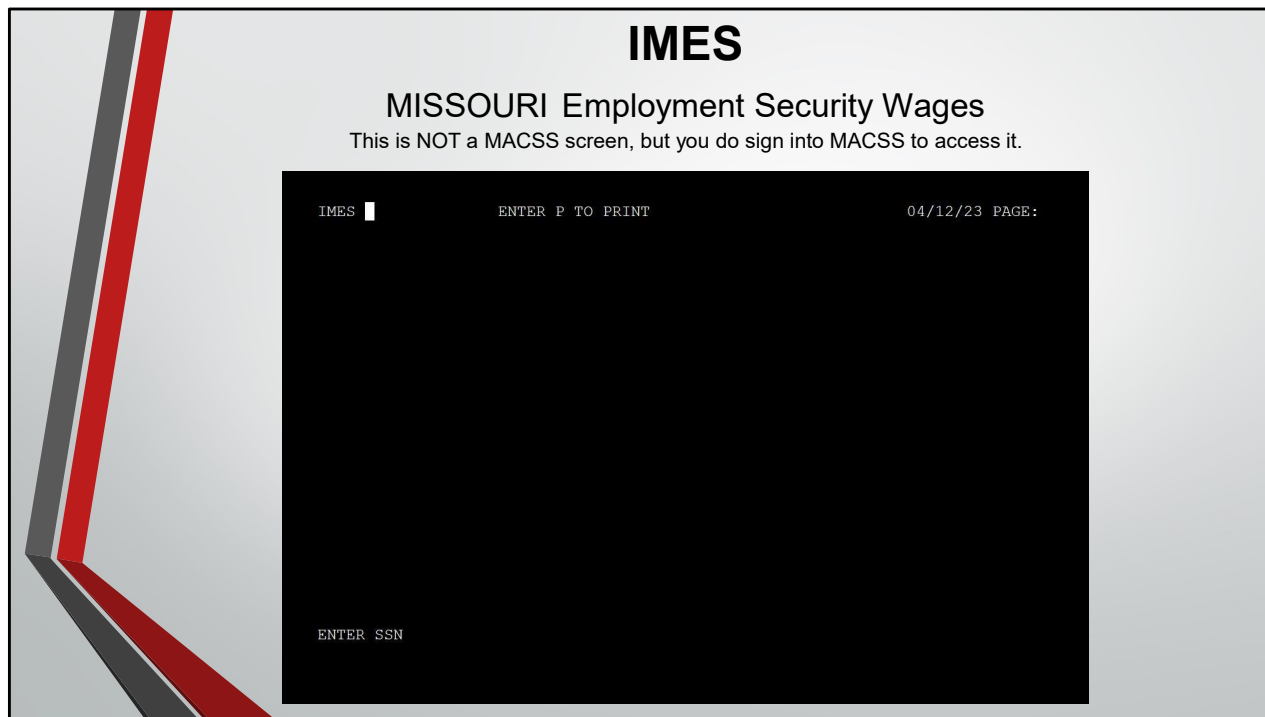 IMES
MISSOURI Employment Security Wages
This is NOT a MACSS screen, but you do sign into MACSS to access it.
IMES ENTER P TO PRINT 04/12/23 PAGE:
ENTER SSN